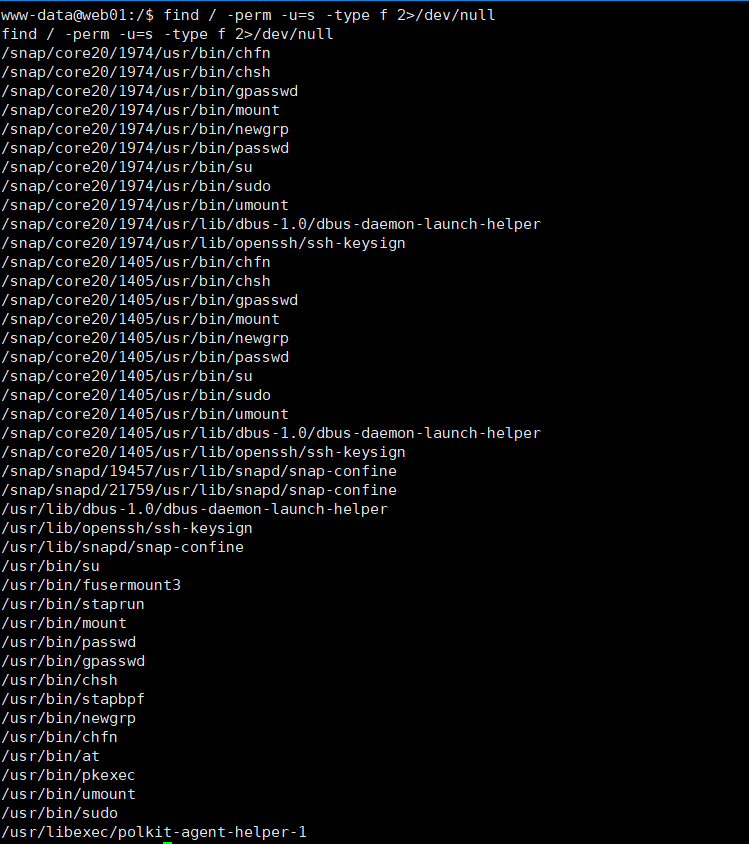 www-data@web01:/$ find / -perm -u=s -type f 2>/dev/null
find / -perm -u=s -type f 2>/dev/null
/snap/core20/1974/usr/bin/chfn
/snap/core20/1974/usr/bin/chsh
/snap/core20/1974/usr/bin/gpasswd
/snap/core20/1974/usr/bin/mount
/snap/core20/1974/usr/bin/newgrp
/snap/core20/1974/usr/bin/passwd
/snap/core20/1974/usr/bin/su
/snap/core20/1974/usr/bin/sudo
/snap/core20/1974/usr/bin/umount
/snap/core20/1974/usr/lib/dbus-1.0/dbus-daemon-launch-helper
/snap/core20/1974/usr/lib/openssh/ssh-keysign
/snap/core20/1405/usr/bin/chfn
/snap/core20/1405/usr/bin/chsh
/snap/core20/1405/usr/bin/gpasswd
/snap/core20/1405/usr/bin/mount
/snap/core20/1405/usr/bin/newgrp
/snap/core20/1405/usr/bin/passwd
/snap/core20/1405/usr/bin/su
/snap/core20/1405/usr/bin/sudo
/snap/core20/1405/usr/bin/umount
/snap/core20/1405/usr/lib/dbus-1.0/dbus-daemon-launch-helper
/snap/core20/1405/usr/lib/openssh/ssh-keysign
/snap/snapd/19457/usr/lib/snapd/snap-confine
/snap/snapd/21759/usr/lib/snapd/snap-confine
/usr/lib/dbus-1.0/dbus-daemon-launch-helper
/usr/lib/openssh/ssh-keysign
/usr/lib/snapd/snap-confine
/usr/bin/su
/usr/bin/fusermount3
/usr/bin/staprun
/usr/bin/mount
/usr/bin/passwd
/usr/bin/gpasswd
/usr/bin/chsh
/usr/bin/stapbpf
/usr/bin/newgrp
/usr/bin/chfn
/usr/bin/at
/usr/bin/pkexec
/usr/bin/umount
/usr/bin/sudo
/usr/libexec/polkit-agent-helper-1